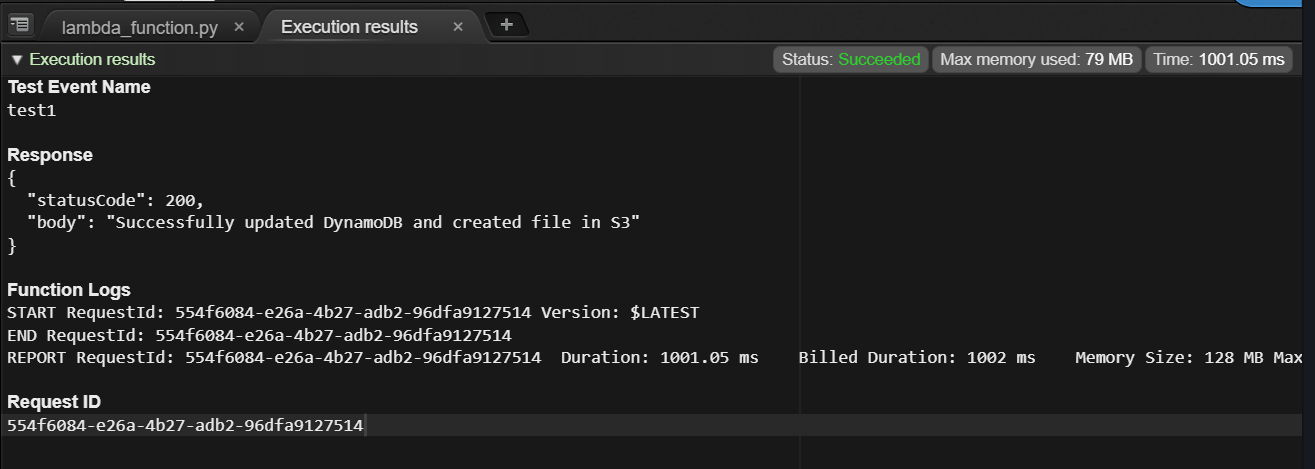 lambda_function.py × Execution results × +
▼ Execution results Status: Succeeded Max memory used: 79 MB Time: 1001.05 ms
Test Event Name
test1
Response
{
  "statusCode": 200,
  "body": "Successfully updated DynamoDB and created file in S3"
}
Function Logs
START RequestId: 554f6084-e26a-4b27-adb2-96dfa9127514 Version: $LATEST
END RequestId: 554f6084-e26a-4b27-adb2-96dfa9127514
REPORT RequestId: 554f6084-e26a-4b27-adb2-96dfa9127514  Duration: 1001.05 ms    Billed Duration: 1002 ms    Memory Size: 128 MB Max
Request ID
554f6084-e26a-4b27-adb2-96dfa9127514